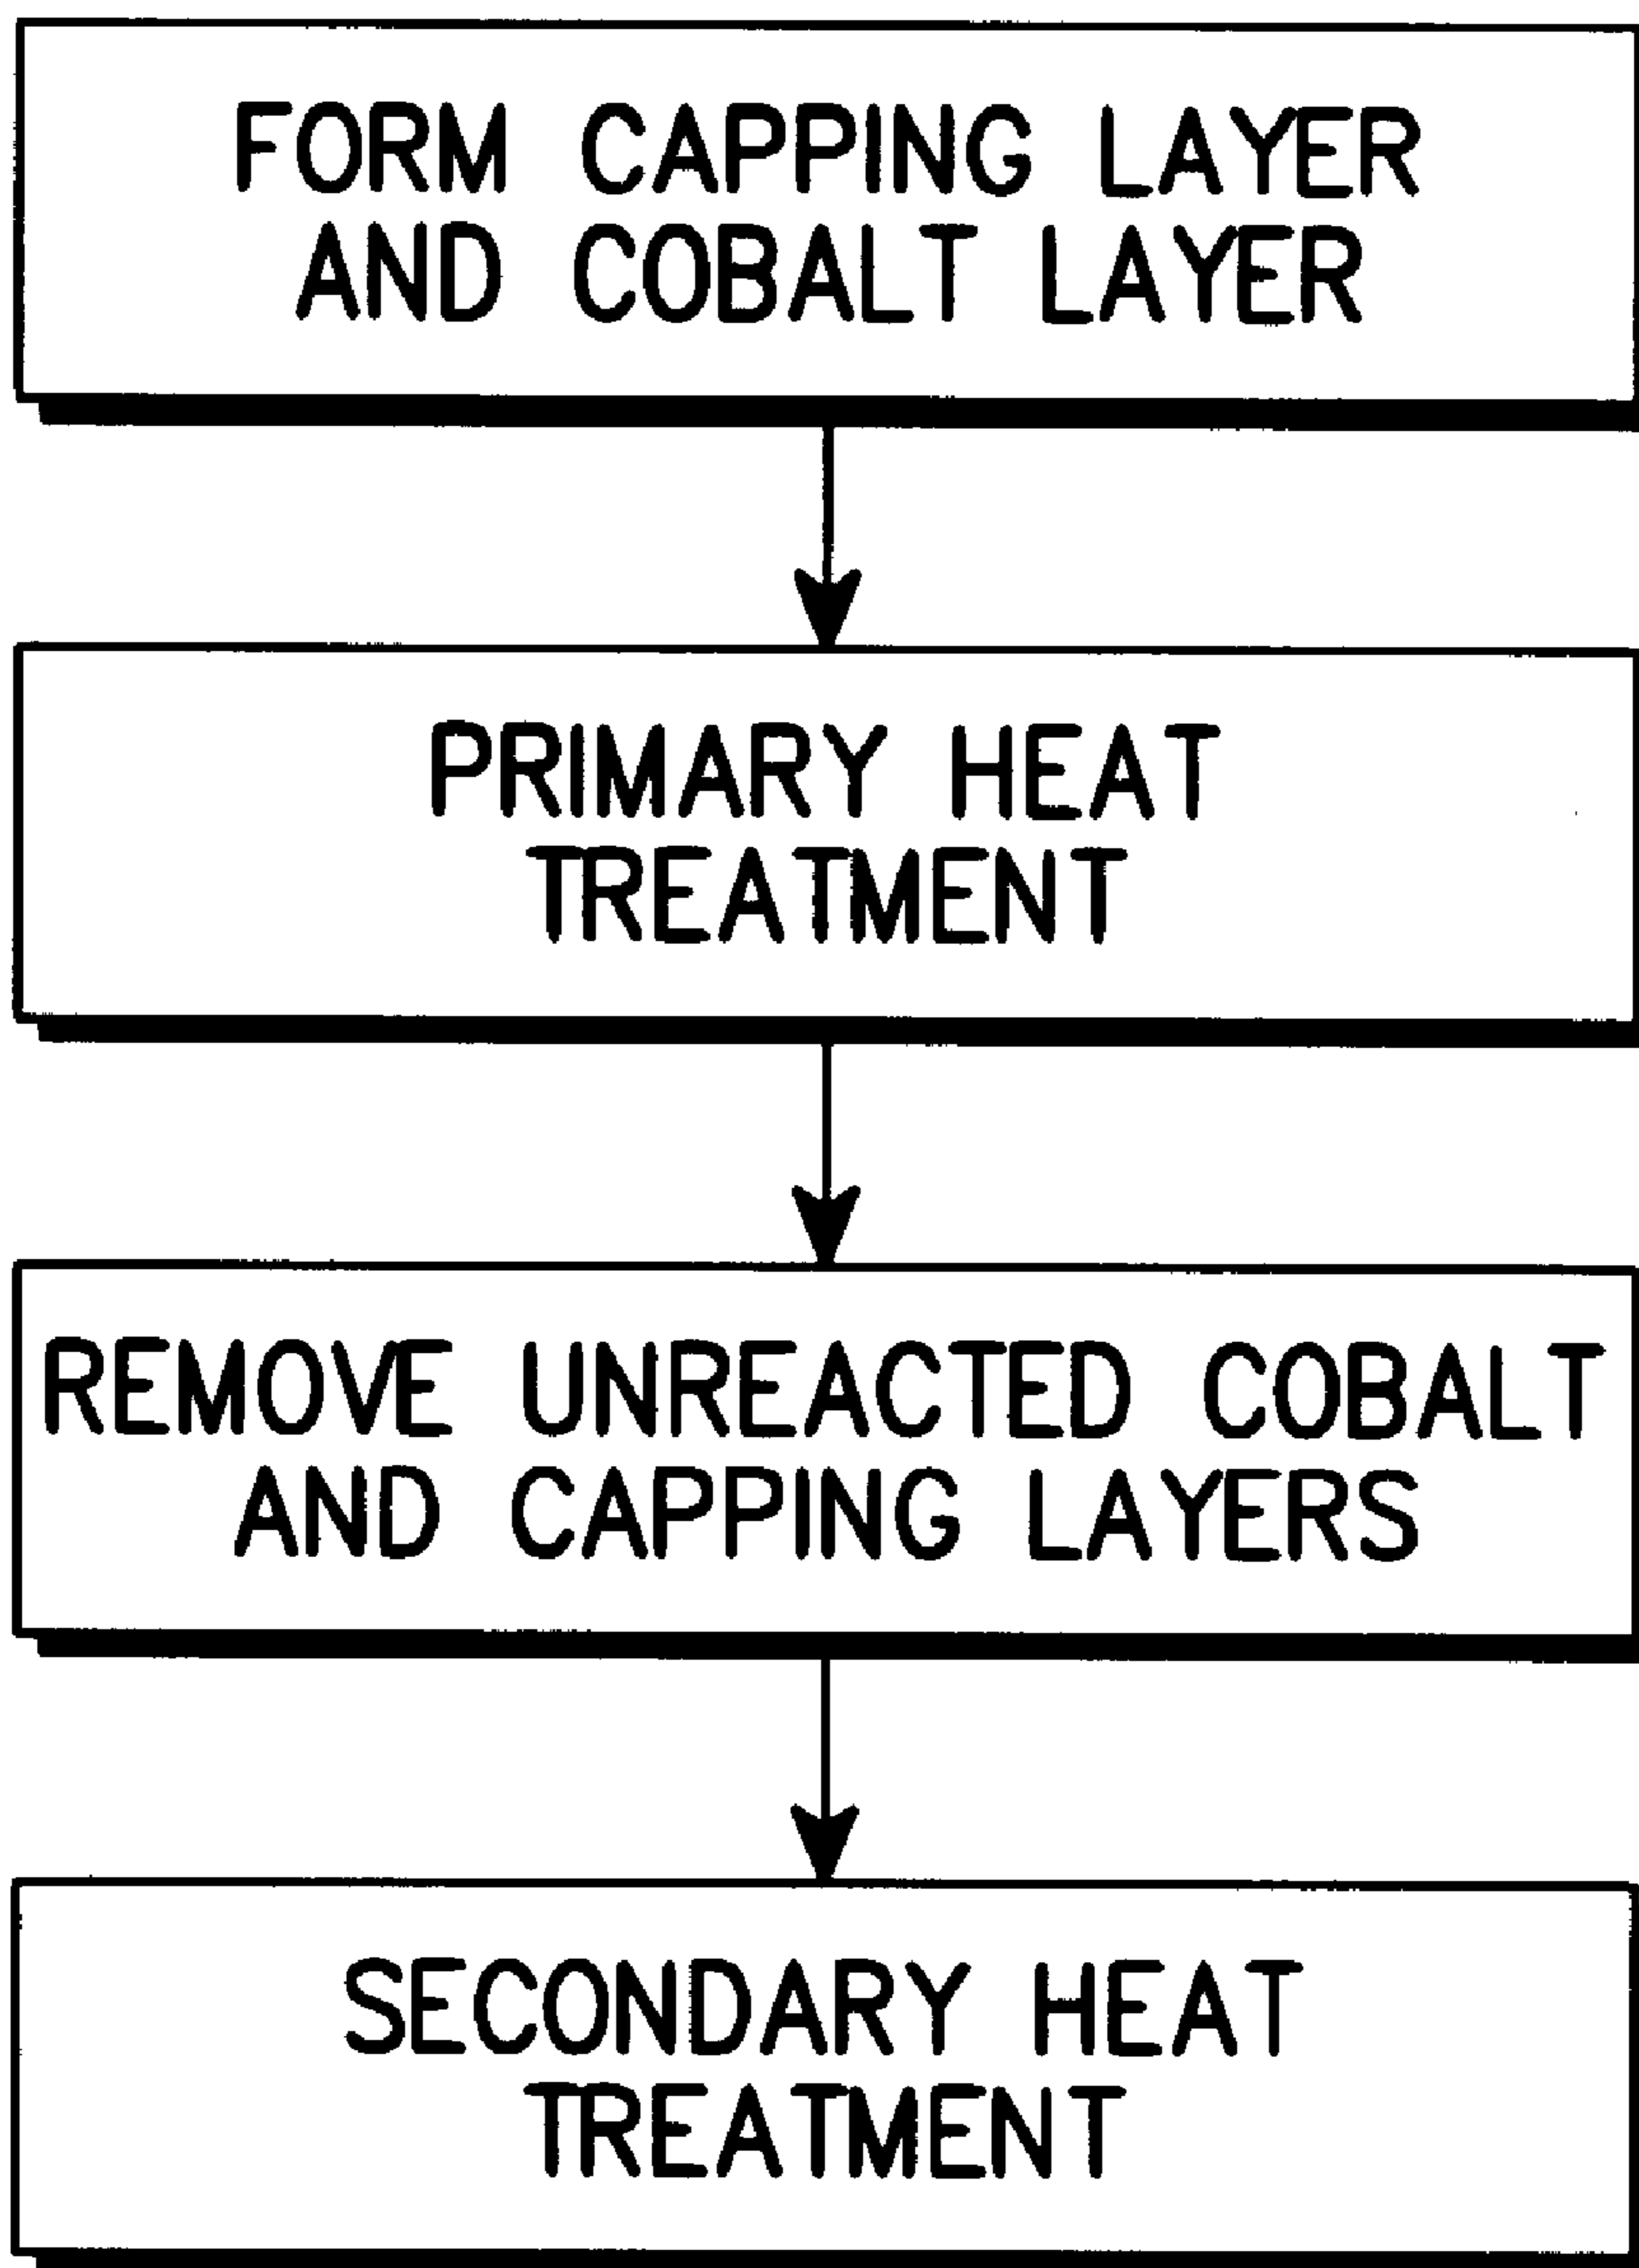 FORM CAPPING LAYER
AND COBALT LAYER
PRIMARY HEAT
TREATMENT
REMOVE UNREACTED COBALT
AND CAPPING LAYERS
SECONDARY HEAT
TREATMENT